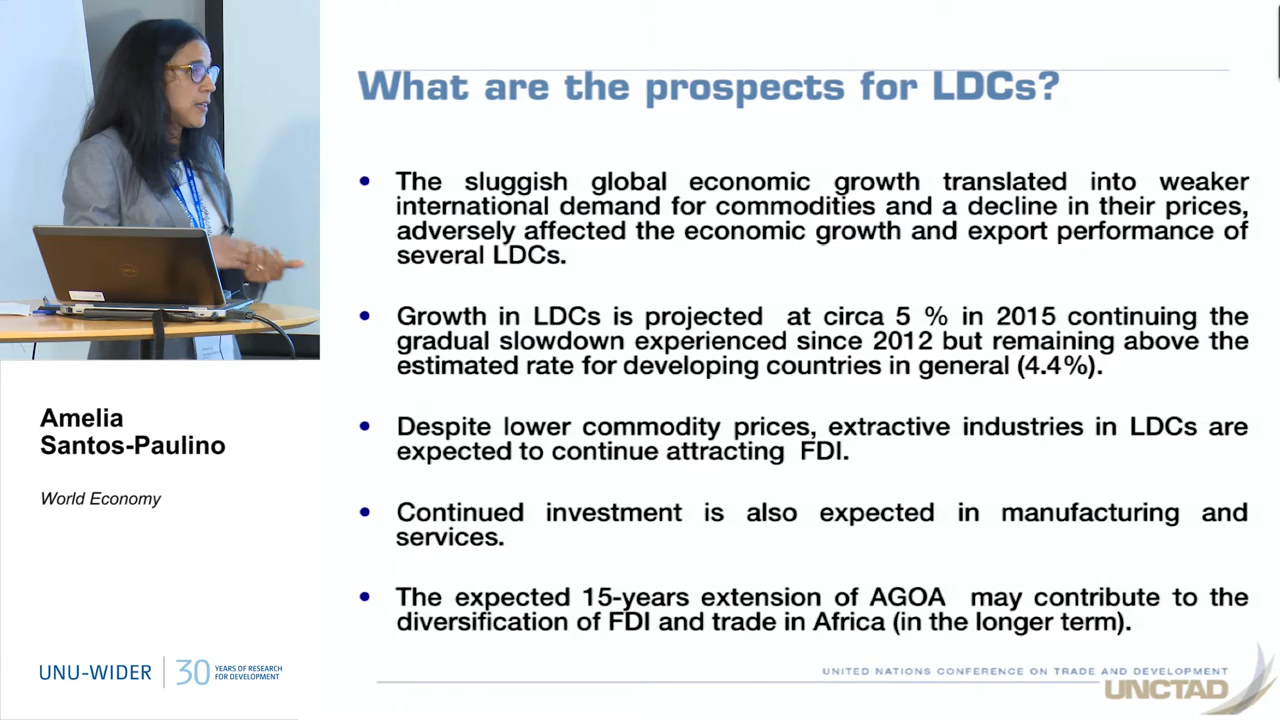 What are the prospects for LDCs?
• The sluggish global economic growth translated into weaker
international demand for commodities and a decline in their prices,
adversely affected the economic growth and export performance of
several LDCs.
• Growth in LDCs is projected at circa 5 % in 2015 continuing the
gradual slowdown experienced since 2012 but remaining above the
estimated rate for developing countries in general (4.4%).
• Despite lower commodity prices, extractive industries in LDCs are
expected to continue attracting FDI.
• Continued investment is also expected in manufacturing and
services.
• The expected 15-years extension of AGOA may contribute to the
diversification of FDI and trade in Africa (in the longer term).
Amelia
Santos-Paulino
World Economy
UNU-WIDER
30 YEARS OF RESEARCH
FOR DEVELOPMENT
UNITED NATIONS CONFERENCE ON TRADE AND DEVELOPMENT
UNCTAD